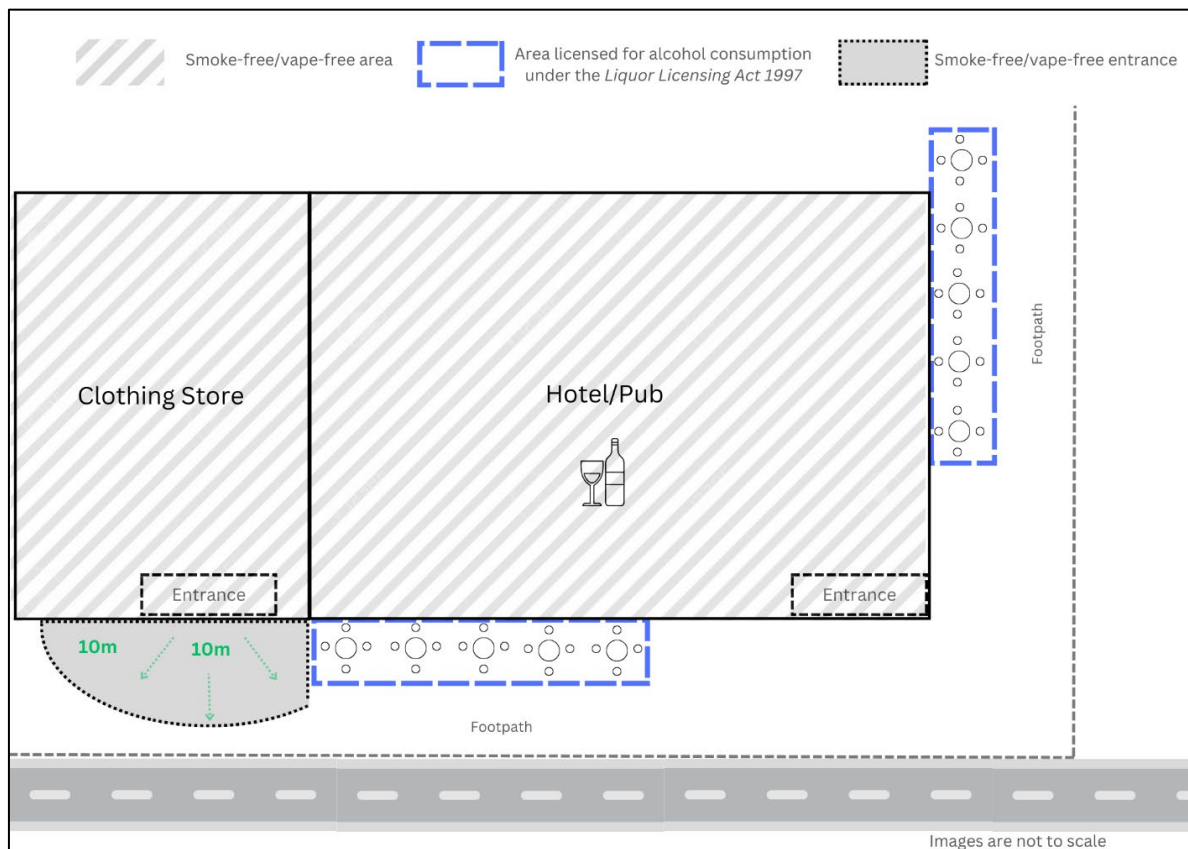 Smoke-free/vape-free area
Area licensed for alcohol consumption
under the Liquor Licensing Act 1997
Smoke-free/vape-free entrance
Clothing Store
Hotel/Pub
Footpath
Entrance
Entrance
10m
10m
Footpath
Images are not to scale